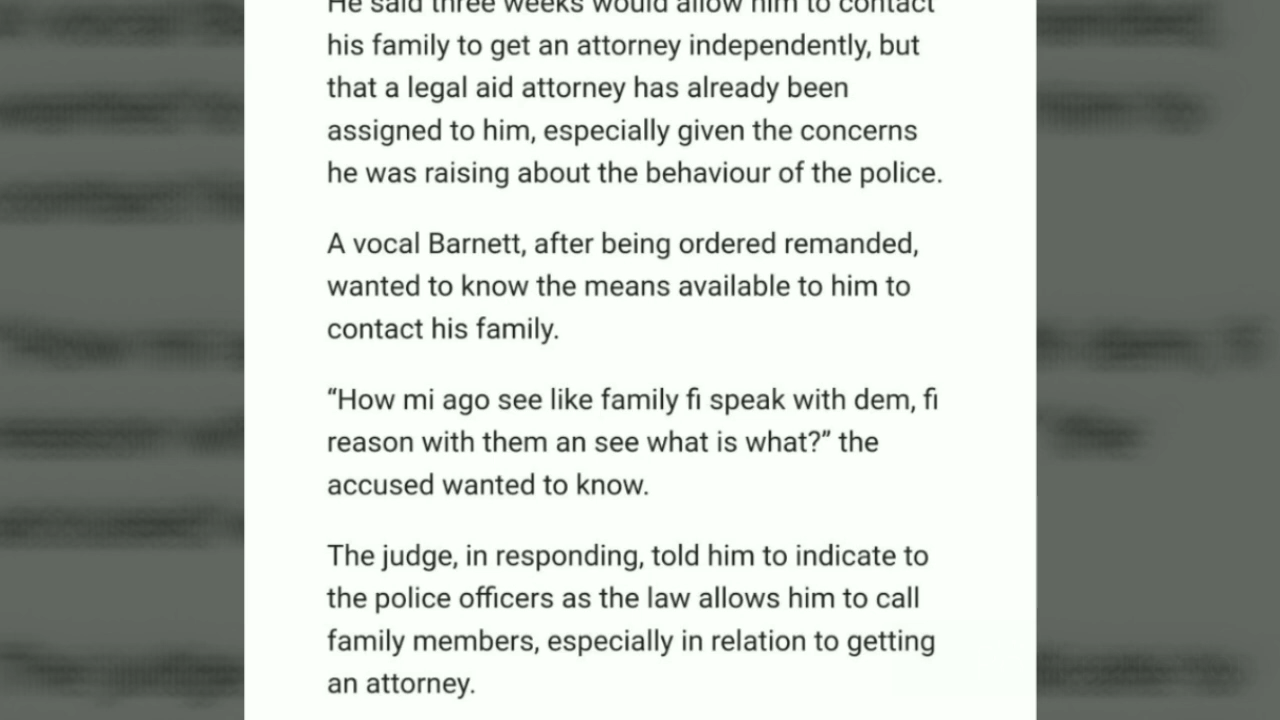 He said three weeks would allow him to contact
his family to get an attorney independently, but
that a legal aid attorney has already been
assigned to him, especially given the concerns
he was raising about the behaviour of the police.
A vocal Barnett, after being ordered remanded,
wanted to know the means available to him to
contact his family.
“How mi ago see like family fi speak with dem, fi
reason with them an see what is what?” the
accused wanted to know.
The judge, in responding, told him to indicate to
the police officers as the law allows him to call
family members, especially in relation to getting
an attorney.